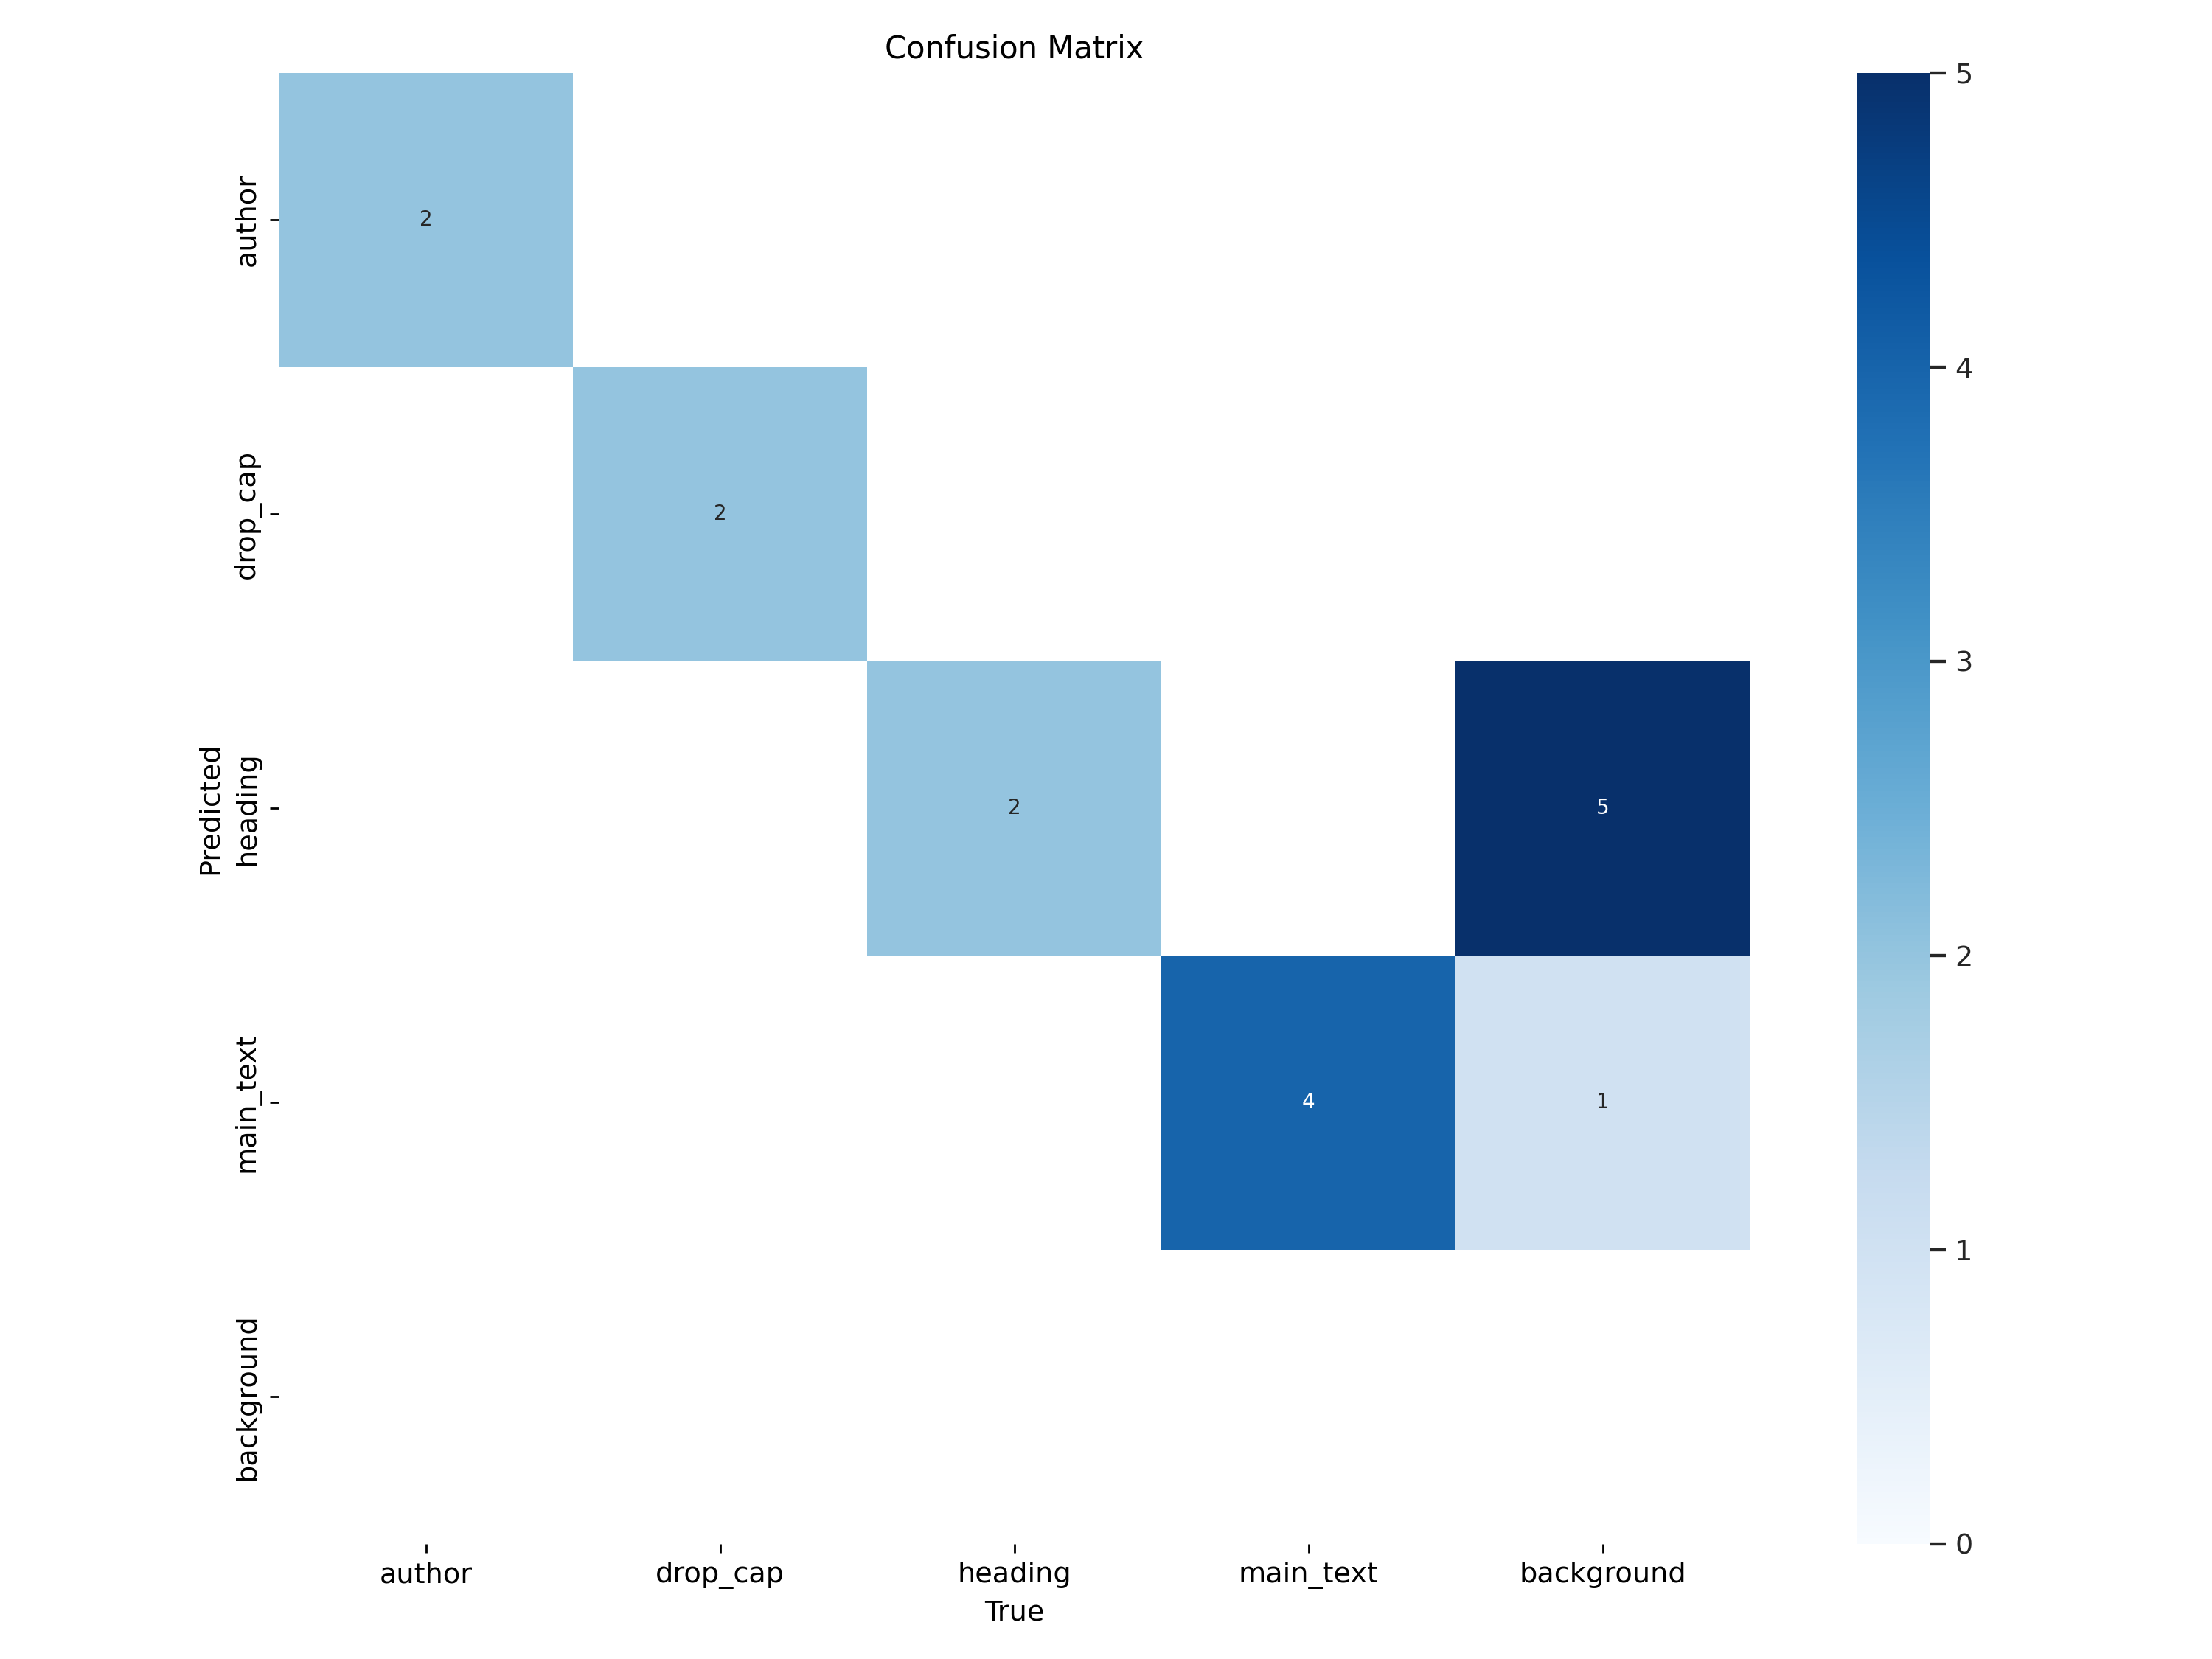 Confusion Matrix
author
drop_cap
heading
main_text
background
Predicted
2
2
2
5
4
1
author
drop_cap
heading
main_text
background
True
5
4
3
2
1
0